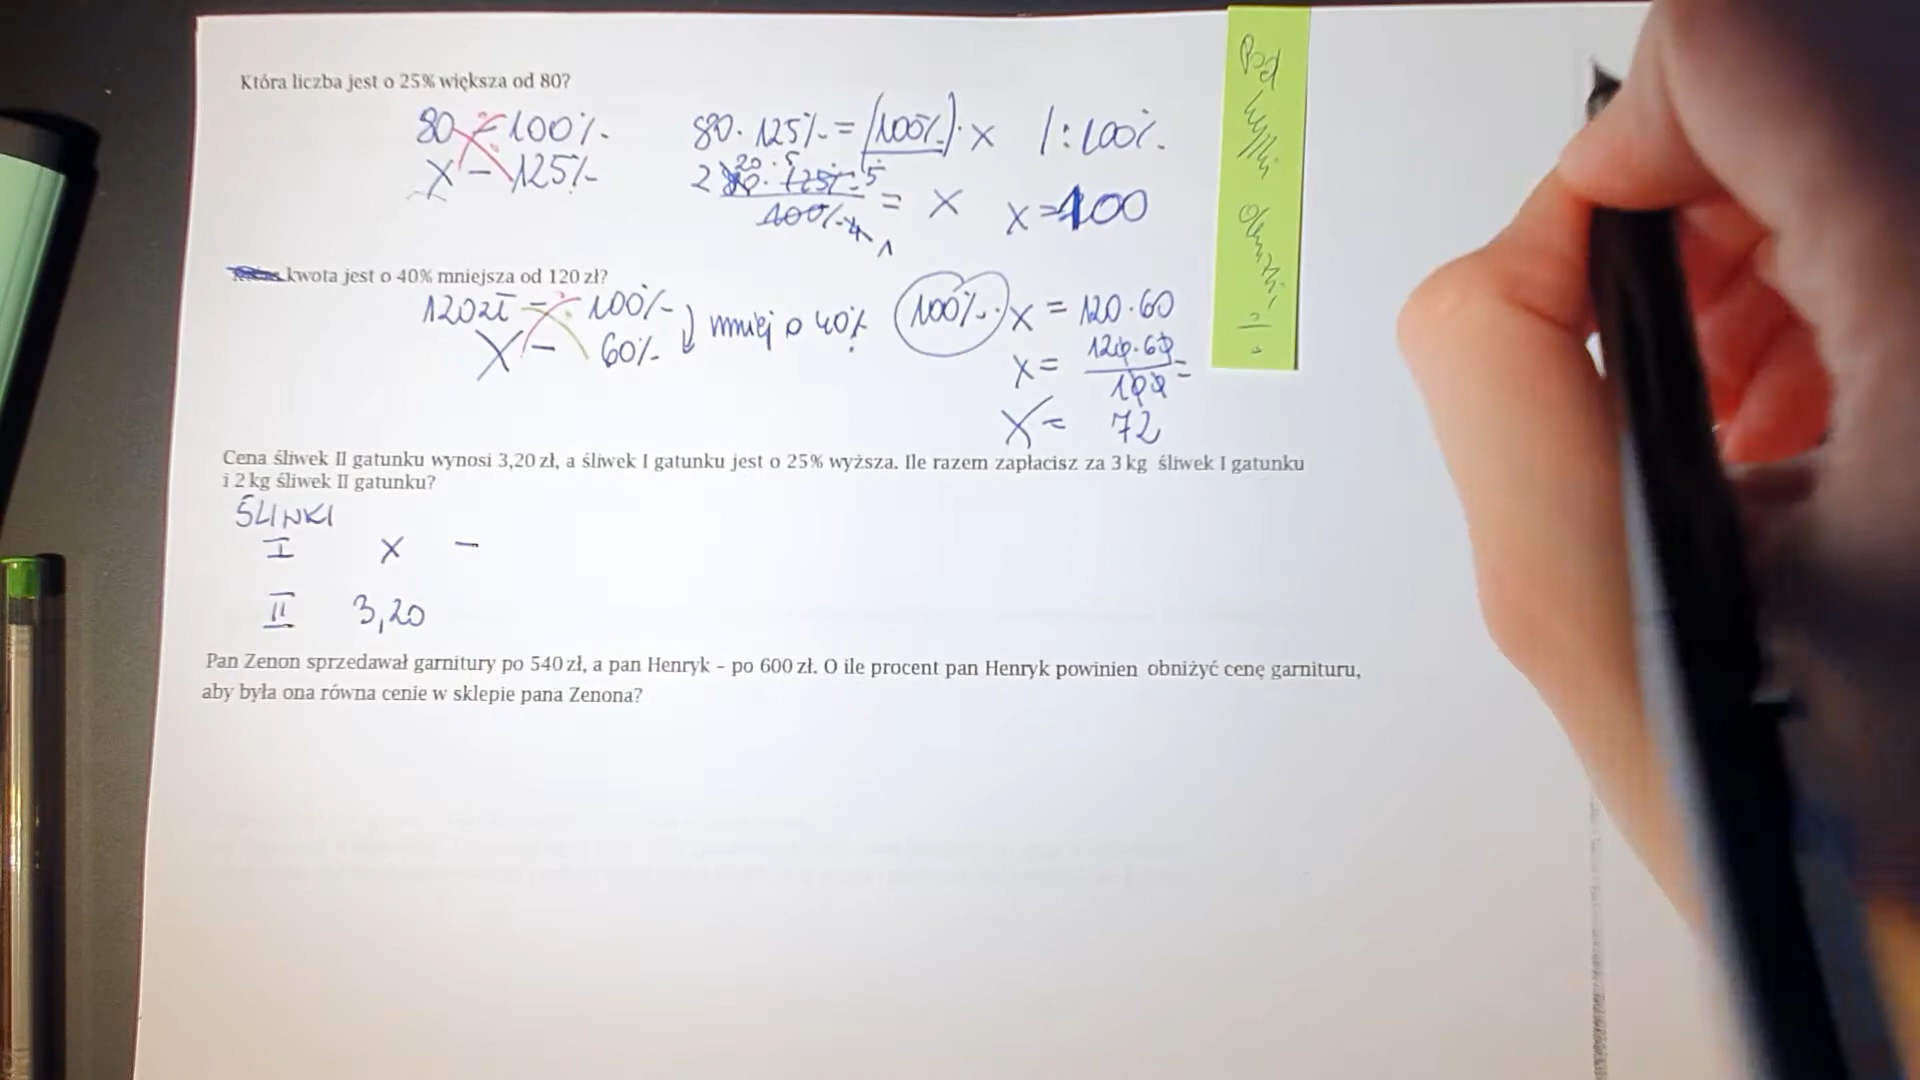 Która liczba jest o 25% większa od 80?
80 - 100%
X - 125%
80 · 125% = 100% · x /: 100%
= x x = 100
kwota jest o 40% mniejsza od 120 zł?
120zł - 100%
X - 60%
mniej o 40%
100% · x = 120·60
x = 120·60
100
=
X = 72
Cena śliwek II gatunku wynosi 3,20 zł, a śliwek I gatunku jest o 25% wyższa. Ile razem zapłacisz za 3 kg śliwek I gatunku
i 2 kg śliwek II gatunku?
I X -
II 3,20
Pan Zenon sprzedawał garnitury po 540 zł, a pan Henryk – po 600 zł. O ile procent pan Henryk powinien obniżyć cenę garnituru,
aby była ona równa cenie w sklepie pana Zenona?